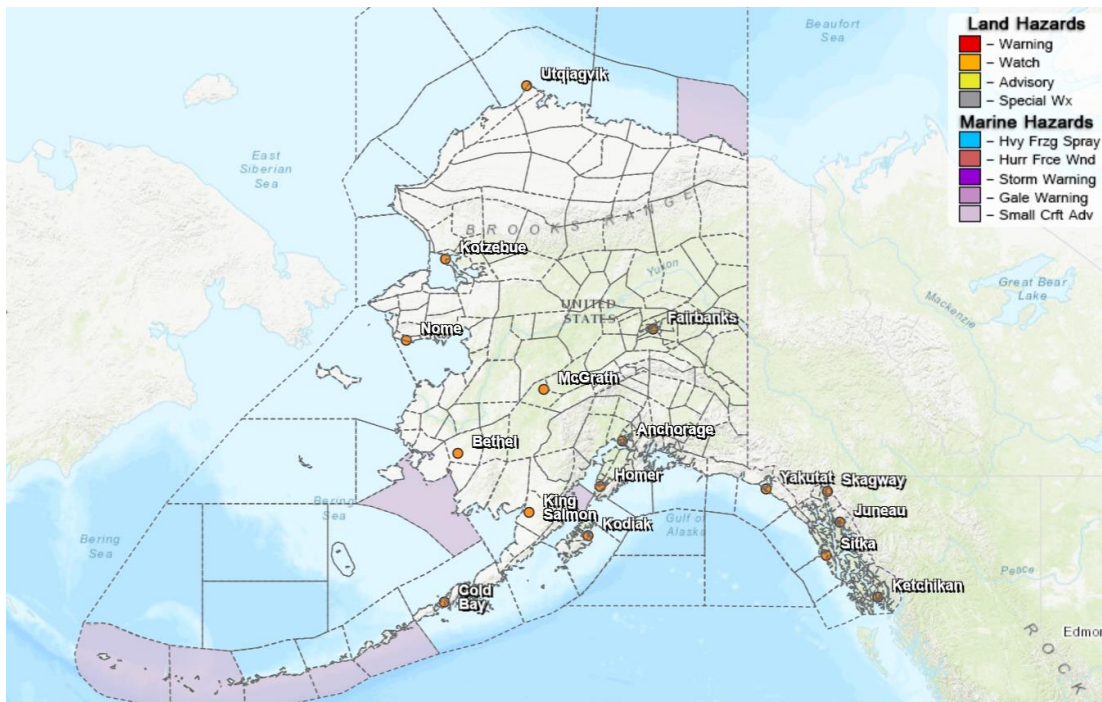 Beaufort
Sea
Land Hazards
– Warning
– Watch
– Advisory
– Special Wx
Marine Hazards
– Hvy Frzg Spray
– Hurr Frce Wnd
– Storm Warning
– Gale Warning
– Small Crft Adv
Utqiagvik
East
Siberian
Sea
BROOKS RANGE
Kotzebue
Yukon
Great Bear
Lake
Mackenzie
UNITED
STATES
Fairbanks
Nome
McGrath
Anchorage
Bethel
Homer
Yakutat
Skagway
King
Salmon
Bering
Sea
Kodiak
Gulf of
Alaska
Juneau
Bering
Sea
Sitka
Peace
Cold
Bay
Ketchikan
Edmon
ROCK